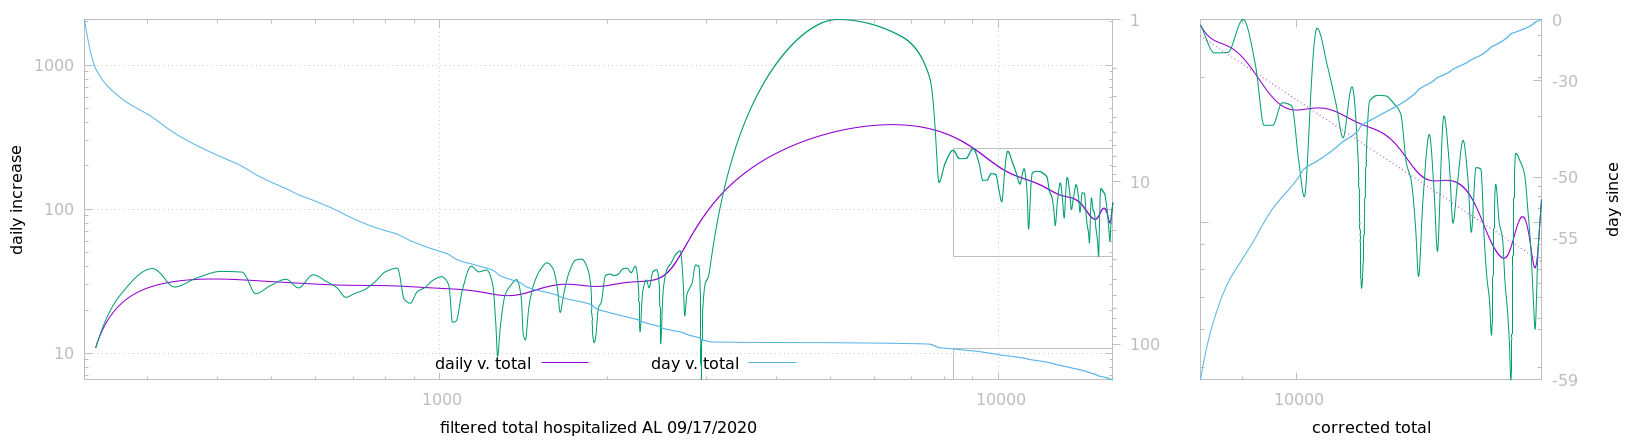 1000
100
10
daily increase
1
10
100
daily v. total
day v. total
1000
10000
filtered total hospitalized AL 09/17/2020
0
-30
-50
-55
-59
day since
10000
corrected total